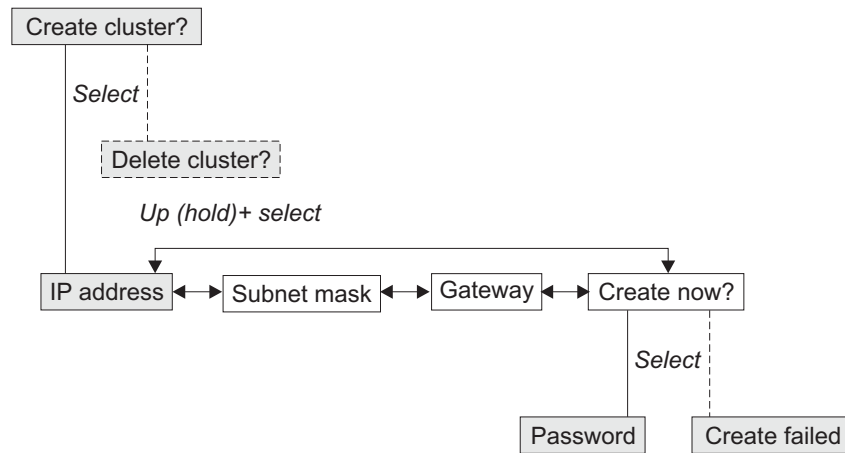 Create cluster?
Select
Delete cluster?
Up (hold)+ select
IP address
Subnet mask
Gateway
Create now?
Select
Password
Create failed